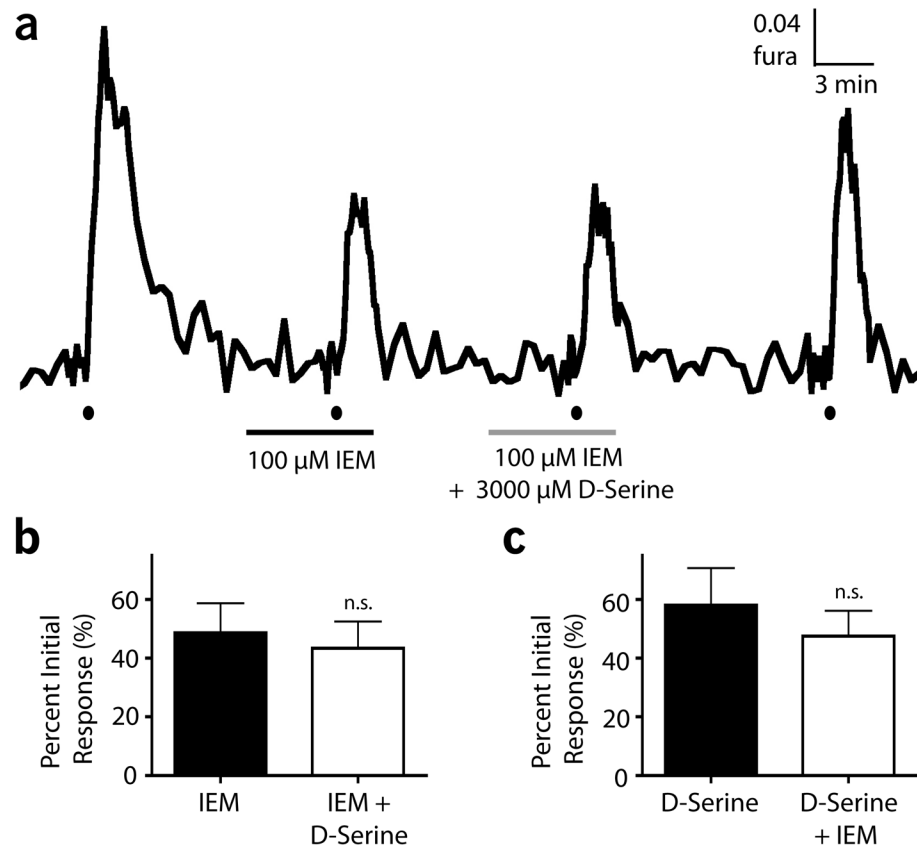 a
0.04
fura
3 min
100 µM IEM
100 µM IEM
+ 3000 µM D-Serine
b
Percent Initial
Response (%)
60
40
20
0
n.s.
IEM
IEM +
D-Serine
c
Percent Initial
Response (%)
60
40
20
0
n.s.
D-Serine
D-Serine
+ IEM